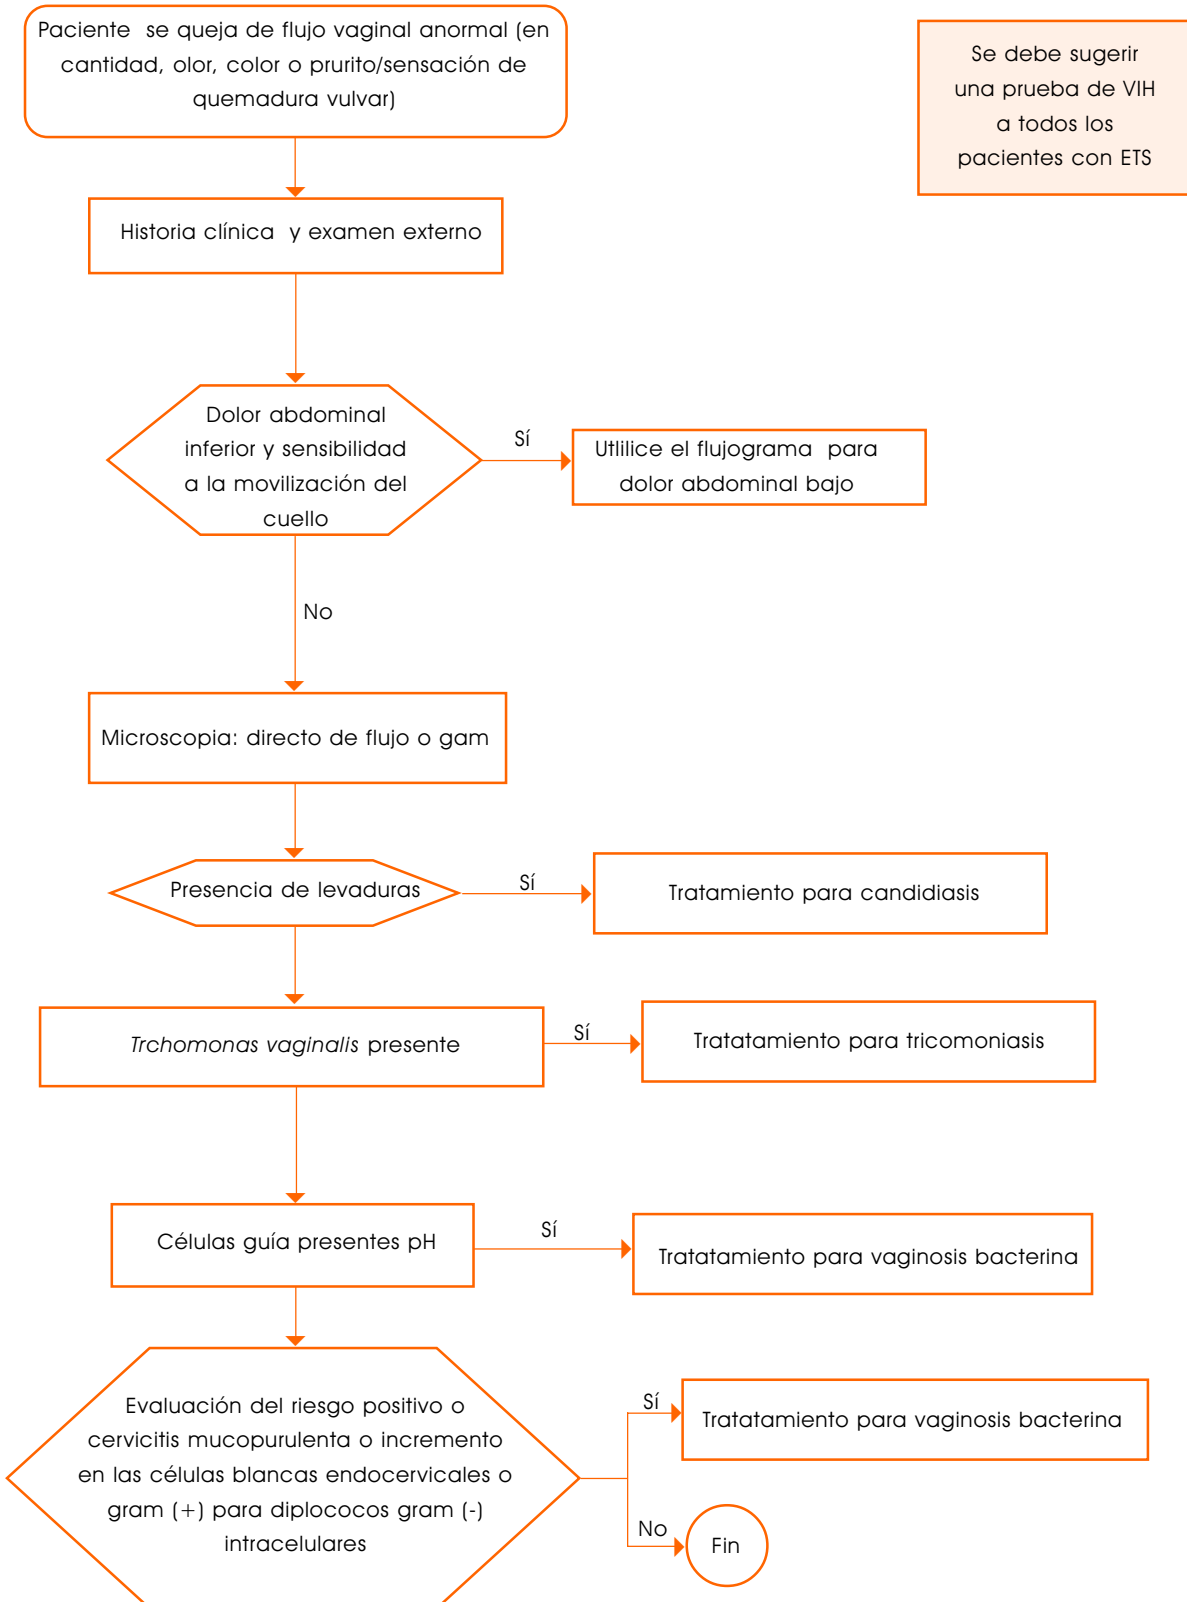 Paciente se queja de flujo vaginal anormal (en
cantidad, olor, color o prurito/sensación de
quemadura vulvar)
Se debe sugerir
una prueba de VIH
a todos los
pacientes con ETS
Historia clínica y examen externo
Dolor abdominal
inferior y sensibilidad
a la movilización del
cuello
Sí
Utlilice el flujograma para
dolor abdominal bajo
No
Microscopia: directo de flujo o gam
Presencia de levaduras
Sí
Tratamiento para candidiasis
Trchomonas vaginalis presente
Sí
Tratatamiento para tricomoniasis
Células guía presentes pH
Sí
Tratatamiento para vaginosis bacterina
Evaluación del riesgo positivo o
cervicitis mucopurulenta o incremento
en las células blancas endocervicales o
gram (+) para diplococos gram (-)
intracelulares
Sí
Tratatamiento para vaginosis bacterina
No
Fin